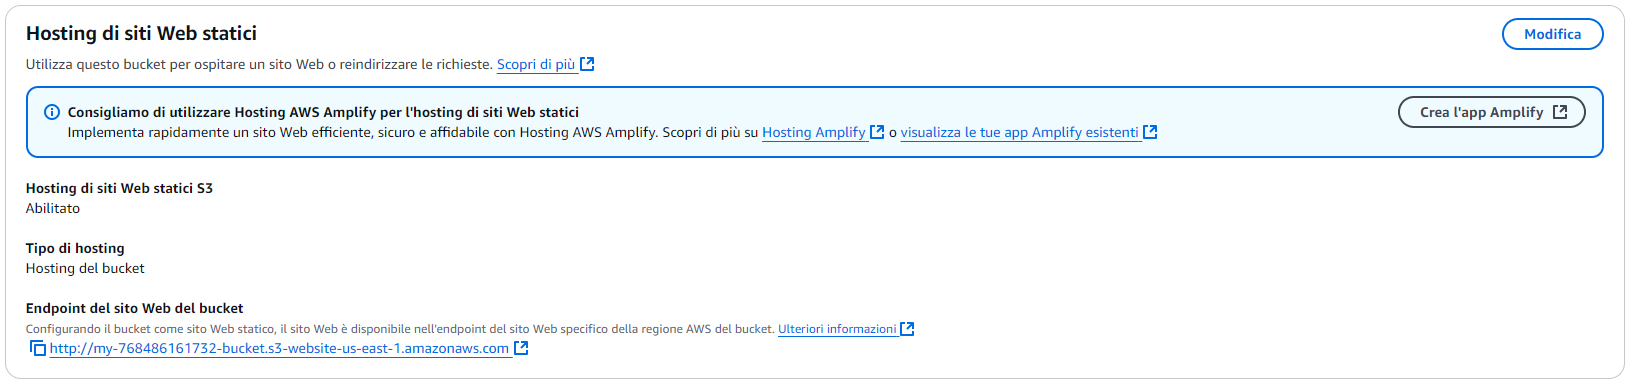 Hosting di siti Web statici
Modifica
Utilizza questo bucket per ospitare un sito Web o reindirizzare le richieste. Scopri di più
Consigliamo di utilizzare Hosting AWS Amplify per l'hosting di siti Web statici
Crea l'app Amplify
Implementa rapidamente un sito Web efficiente, sicuro e affidabile con Hosting AWS Amplify. Scopri di più su Hosting Amplify o visualizza le tue app Amplify esistenti
Hosting di siti Web statici S3
Abilitato
Tipo di hosting
Hosting del bucket
Endpoint del sito Web del bucket
Configurando il bucket come sito Web statico, il sito Web è disponibile nell'endpoint del sito Web specifico della regione AWS del bucket. Ulteriori informazioni
http://my-768486161732-bucket.s3-website-us-east-1.amazonaws.com